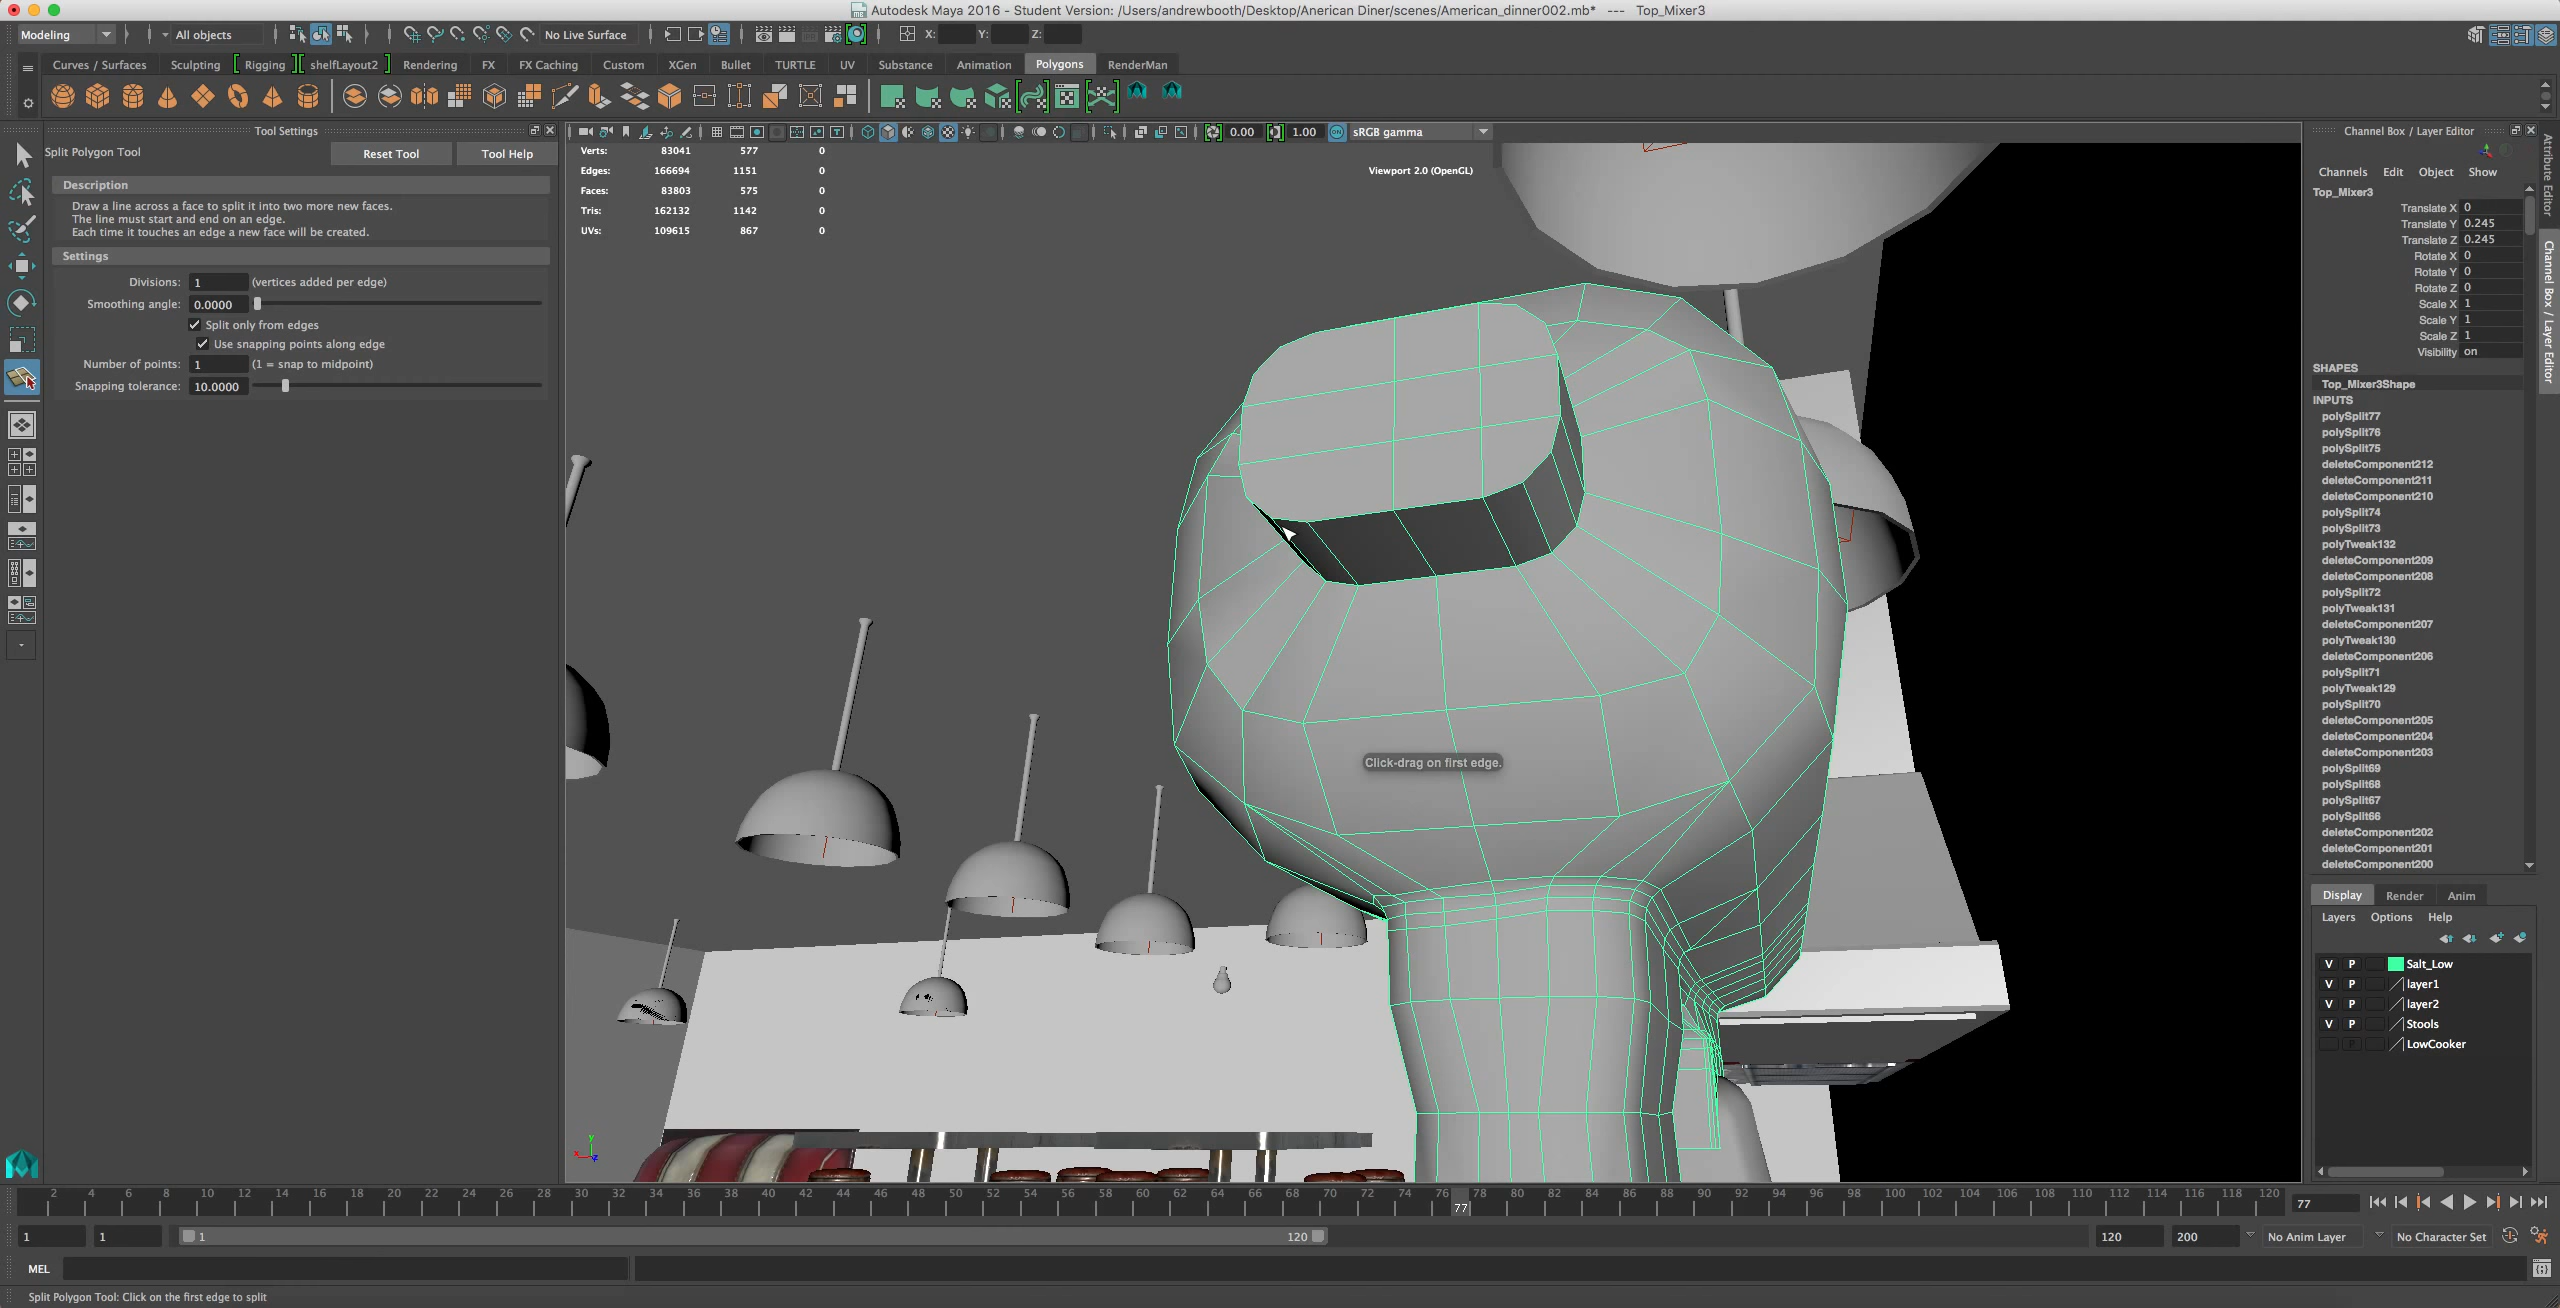 Autodesk Maya 2016 - Student Version: /Users/andrewbooth/Desktop/Anerican Diner/scenes/American_dinner002.mb* --- Top_Mixer3
Modeling All objects No Live Surface X: Y: Z:
Curves / Surfaces Sculpting Rigging shelfLayout2 Rendering FX FX Caching Custom XGen Bullet TURTLE UV Substance Animation Polygons RenderMan
Tool Settings
Split Polygon Tool Reset Tool Tool Help
Description
Draw a line across a face to split it into two more new faces.
The line must start and end on an edge.
Each time it touches an edge a new face will be created.
Settings
Divisions: 1 (vertices added per edge)
Smoothing angle: 0.0000
Split only from edges
Use snapping points along edge
Number of points: 1 (1 = snap to midpoint)
Snapping tolerance: 10.0000
0.00 1.00 ON sRGB gamma
Verts: 83041 577 0
Edges: 166694 1151 0
Faces: 83803 575 0
Tris: 162132 1142 0
UVs: 109615 867 0
Viewport 2.0 (OpenGL)
Click-drag on first edge.
y
x
z
Channel Box / Layer Editor
Channels Edit Object Show
Top_Mixer3
Translate X 0
Translate Y 0.245
Translate Z 0.245
Rotate X 0
Rotate Y 0
Rotate Z 0
Scale X 1
Scale Y 1
Scale Z 1
Visibility on
SHAPES
Top_Mixer3Shape
INPUTS
polySplit77
polySplit76
polySplit75
deleteComponent212
deleteComponent211
deleteComponent210
polySplit74
polySplit73
polyTweak132
deleteComponent209
deleteComponent208
polySplit72
polyTweak131
deleteComponent207
polyTweak130
deleteComponent206
polySplit71
polyTweak129
polySplit70
deleteComponent205
deleteComponent204
deleteComponent203
polySplit69
polySplit68
polySplit67
polySplit66
deleteComponent202
deleteComponent201
deleteComponent200
Attribute Editor
Channel Box / Layer Editor
Display Render Anim
Layers Options Help
V P Salt_Low
V P layer1
V P layer2
V P Stools
P LowCooker
2 4 6 8 10 12 14 16 18 20 22 24 26 28 30 32 34 36 38 40 42 44 46 48 50 52 54 56 58 60 62 64 66 68 70 72 74 76 78 80 82 84 86 88 90 92 94 96 98 100 102 104 106 108 110 112 114 116 118 120
77
77
1 1 1 120 120 200 No Anim Layer No Character Set
MEL
Split Polygon Tool: Click on the first edge to split